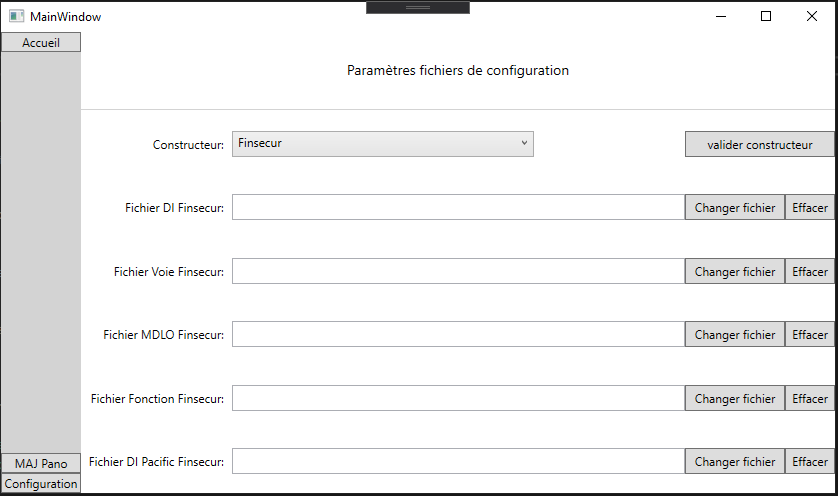 MainWindow
Accueil
Paramètres fichiers de configuration
Constructeur: Finsecur valider constructeur
Fichier DI Finsecur: Changer fichier Effacer
Fichier Voie Finsecur: Changer fichier Effacer
Fichier MDLO Finsecur: Changer fichier Effacer
Fichier Fonction Finsecur: Changer fichier Effacer
MAJ Pano Fichier DI Pacific Finsecur: Changer fichier Effacer
Configuration